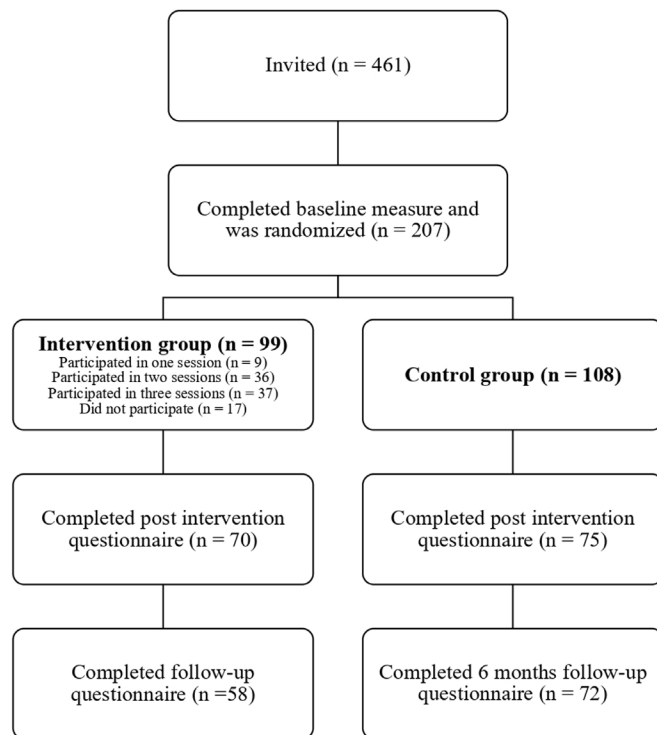 Invited (n = 461)
Completed baseline measure and
was randomized (n = 207)
Intervention group (n = 99)
Participated in one session (n = 9)
Participated in two sessions (n = 36)
Participated in three sessions (n = 37)
Did not participate (n = 17)
Control group (n = 108)
Completed post intervention
questionnaire (n = 70)
Completed post intervention
questionnaire (n = 75)
Completed follow-up
questionnaire (n =58)
Completed 6 months follow-up
questionnaire (n = 72)